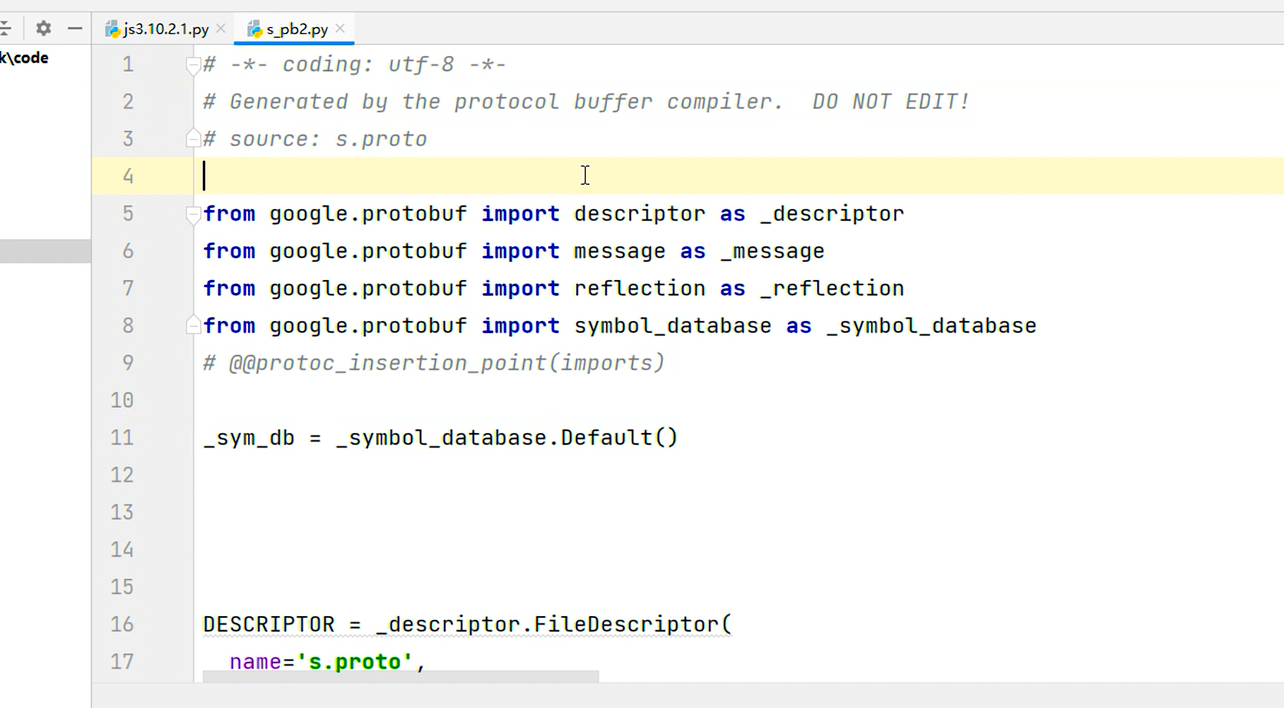 js3.10.2.1.py s_pb2.py
k\code
1 # -*- coding: utf-8 -*-
2 # Generated by the protocol buffer compiler.  DO NOT EDIT!
3 # source: s.proto
4
5 from google.protobuf import descriptor as _descriptor
6 from google.protobuf import message as _message
7 from google.protobuf import reflection as _reflection
8 from google.protobuf import symbol_database as _symbol_database
9 # @@protoc_insertion_point(imports)
10
11 _sym_db = _symbol_database.Default()
12
13
14
15
16 DESCRIPTOR = _descriptor.FileDescriptor(
17   name='s.proto',